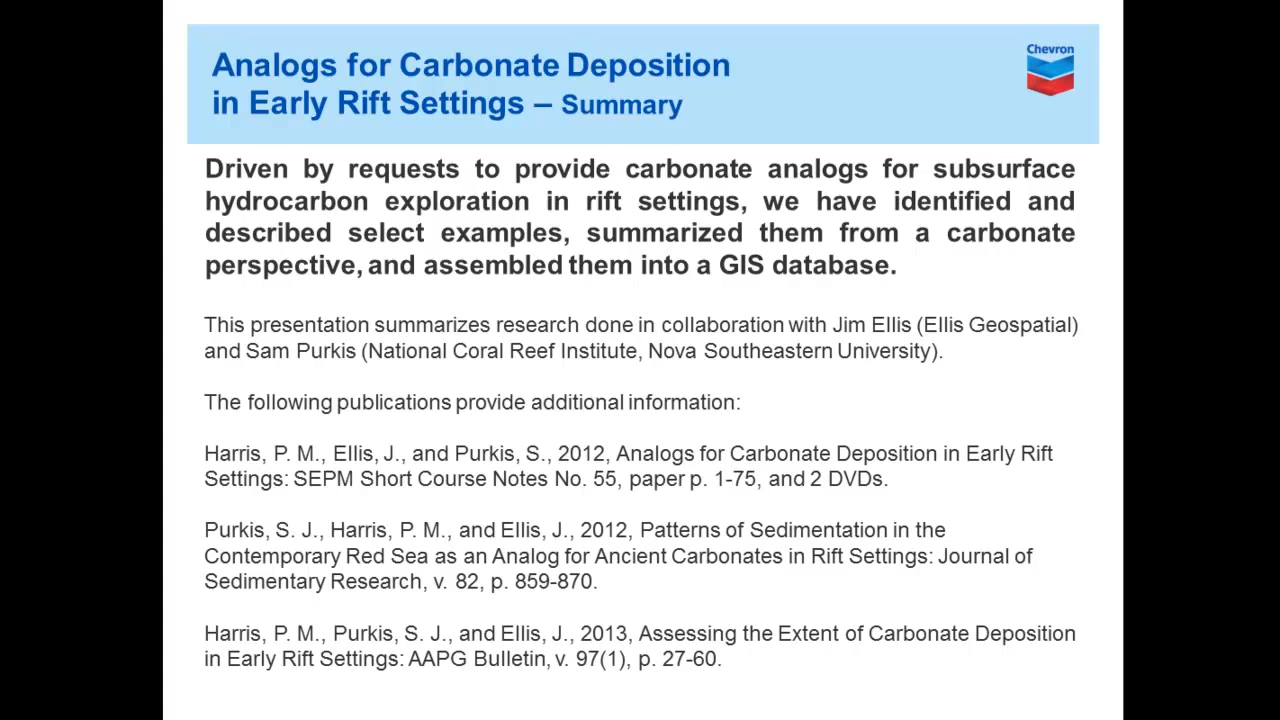 Analogs for Carbonate Deposition
in Early Rift Settings – Summary
Chevron
Driven by requests to provide carbonate analogs for subsurface
hydrocarbon exploration in rift settings, we have identified and
described select examples, summarized them from a carbonate
perspective, and assembled them into a GIS database.
This presentation summarizes research done in collaboration with Jim Ellis (Ellis Geospatial)
and Sam Purkis (National Coral Reef Institute, Nova Southeastern University).
The following publications provide additional information:
Harris, P. M., Ellis, J., and Purkis, S., 2012, Analogs for Carbonate Deposition in Early Rift
Settings: SEPM Short Course Notes No. 55, paper p. 1-75, and 2 DVDs.
Purkis, S. J., Harris, P. M., and Ellis, J., 2012, Patterns of Sedimentation in the
Contemporary Red Sea as an Analog for Ancient Carbonates in Rift Settings: Journal of
Sedimentary Research, v. 82, p. 859-870.
Harris, P. M., Purkis, S. J., and Ellis, J., 2013, Assessing the Extent of Carbonate Deposition
in Early Rift Settings: AAPG Bulletin, v. 97(1), p. 27-60.